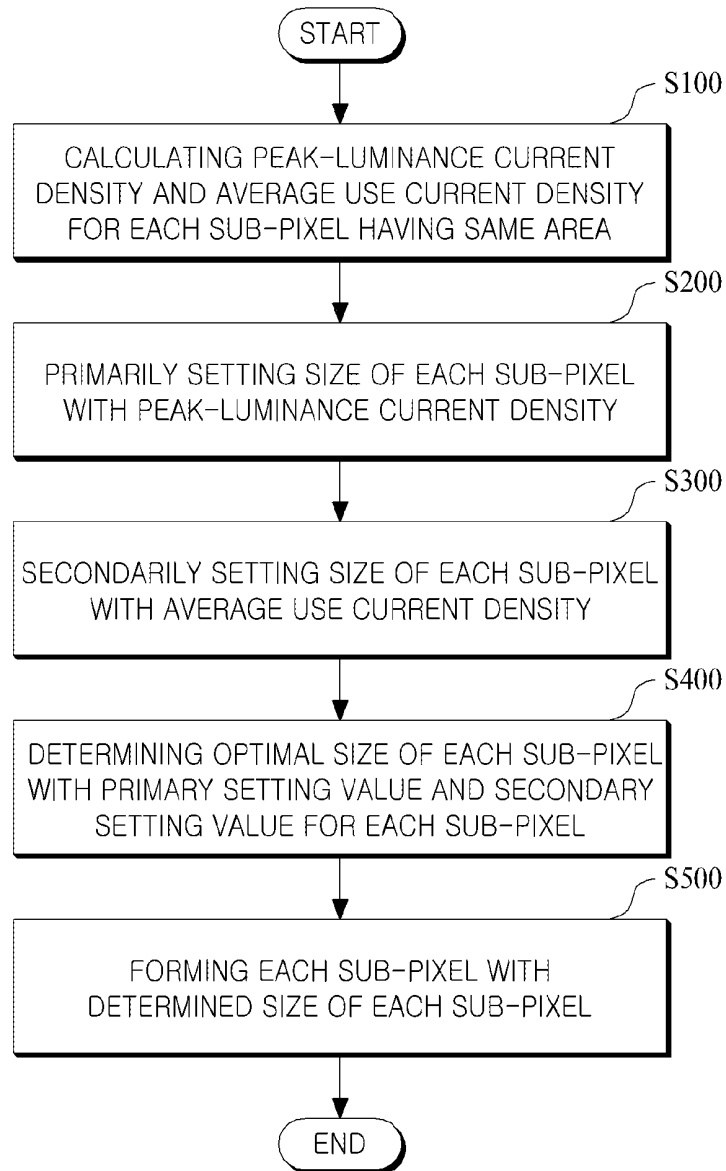 START
S100
CALCULATING PEAK-LUMINANCE CURRENT
DENSITY AND AVERAGE USE CURRENT DENSITY
FOR EACH SUB-PIXEL HAVING SAME AREA
S200
PRIMARILY SETTING SIZE OF EACH SUB-PIXEL
WITH PEAK-LUMINANCE CURRENT DENSITY
S300
SECONDARILY SETTING SIZE OF EACH SUB-PIXEL
WITH AVERAGE USE CURRENT DENSITY
S400
DETERMINING OPTIMAL SIZE OF EACH SUB-PIXEL
WITH PRIMARY SETTING VALUE AND SECONDARY
SETTING VALUE FOR EACH SUB-PIXEL
S500
FORMING EACH SUB-PIXEL WITH
DETERMINED SIZE OF EACH SUB-PIXEL
END